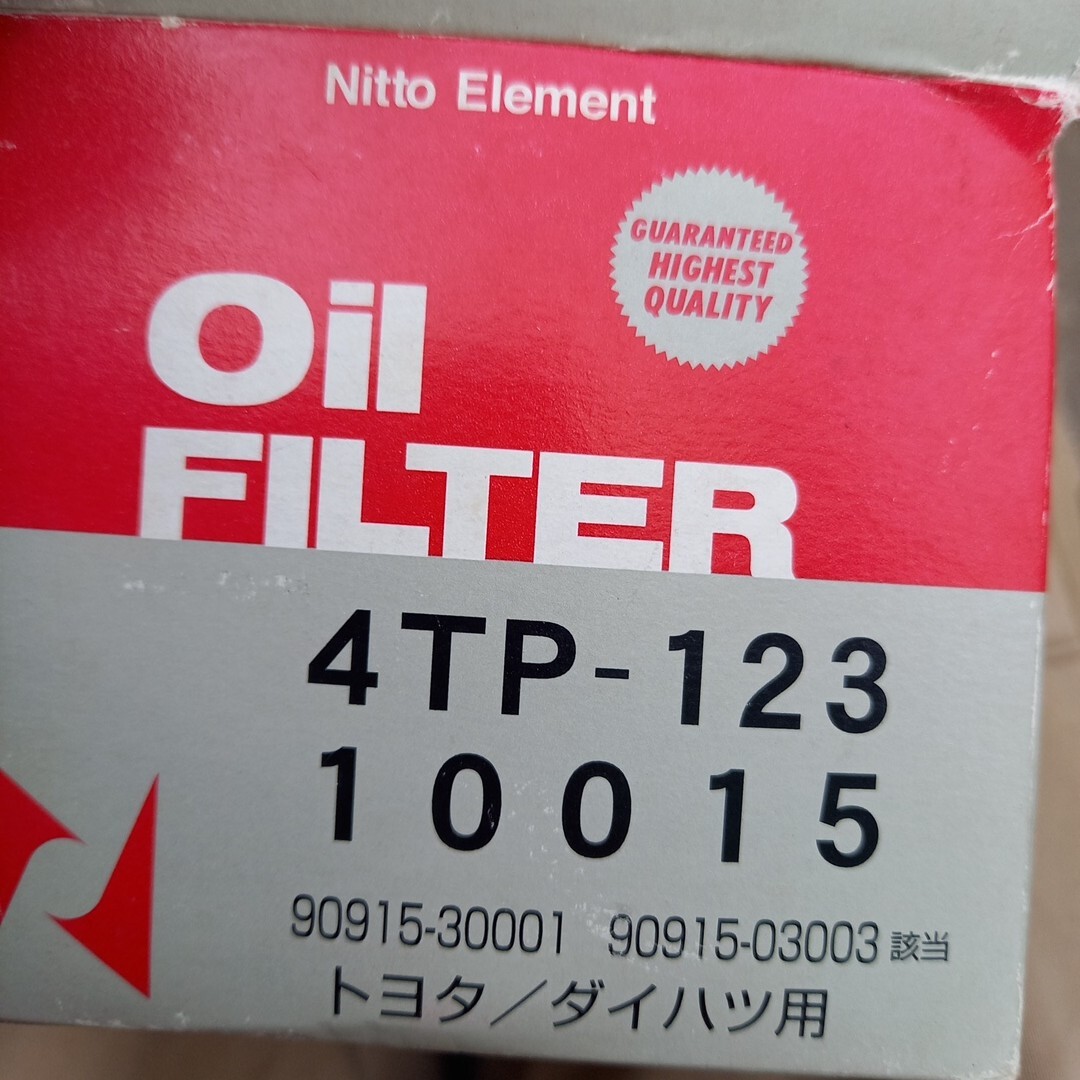 Nitto Element
GUARANTEED
HIGHEST
QUALITY
Oil
FILTER
4TP-123
10015
90915-30001 90915-03003 該当
トヨタ／ダイハツ用